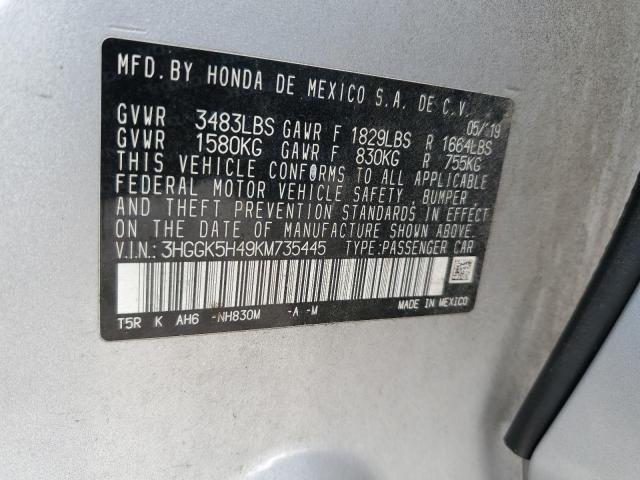 MFD. BY HONDA DE MEXICO S.A. DE C.V.
05/19
GVWR 3483LBS GAWR F 1829LBS R 1664LBS
GVWR 1580KG GAWR F 830KG R 755KG
THIS VEHICLE CONFORMS TO ALL APPLICABLE
FEDERAL MOTOR VEHICLE SAFETY, BUMPER,
AND THEFT PREVENTION STANDARDS IN EFFECT
ON THE DATE OF MANUFACTURE SHOWN ABOVE.
V.I.N.: 3HGGK5H49KM735445 TYPE: PASSENGER CAR
T5R K AH6 -NH830M -A -M MADE IN MEXICO